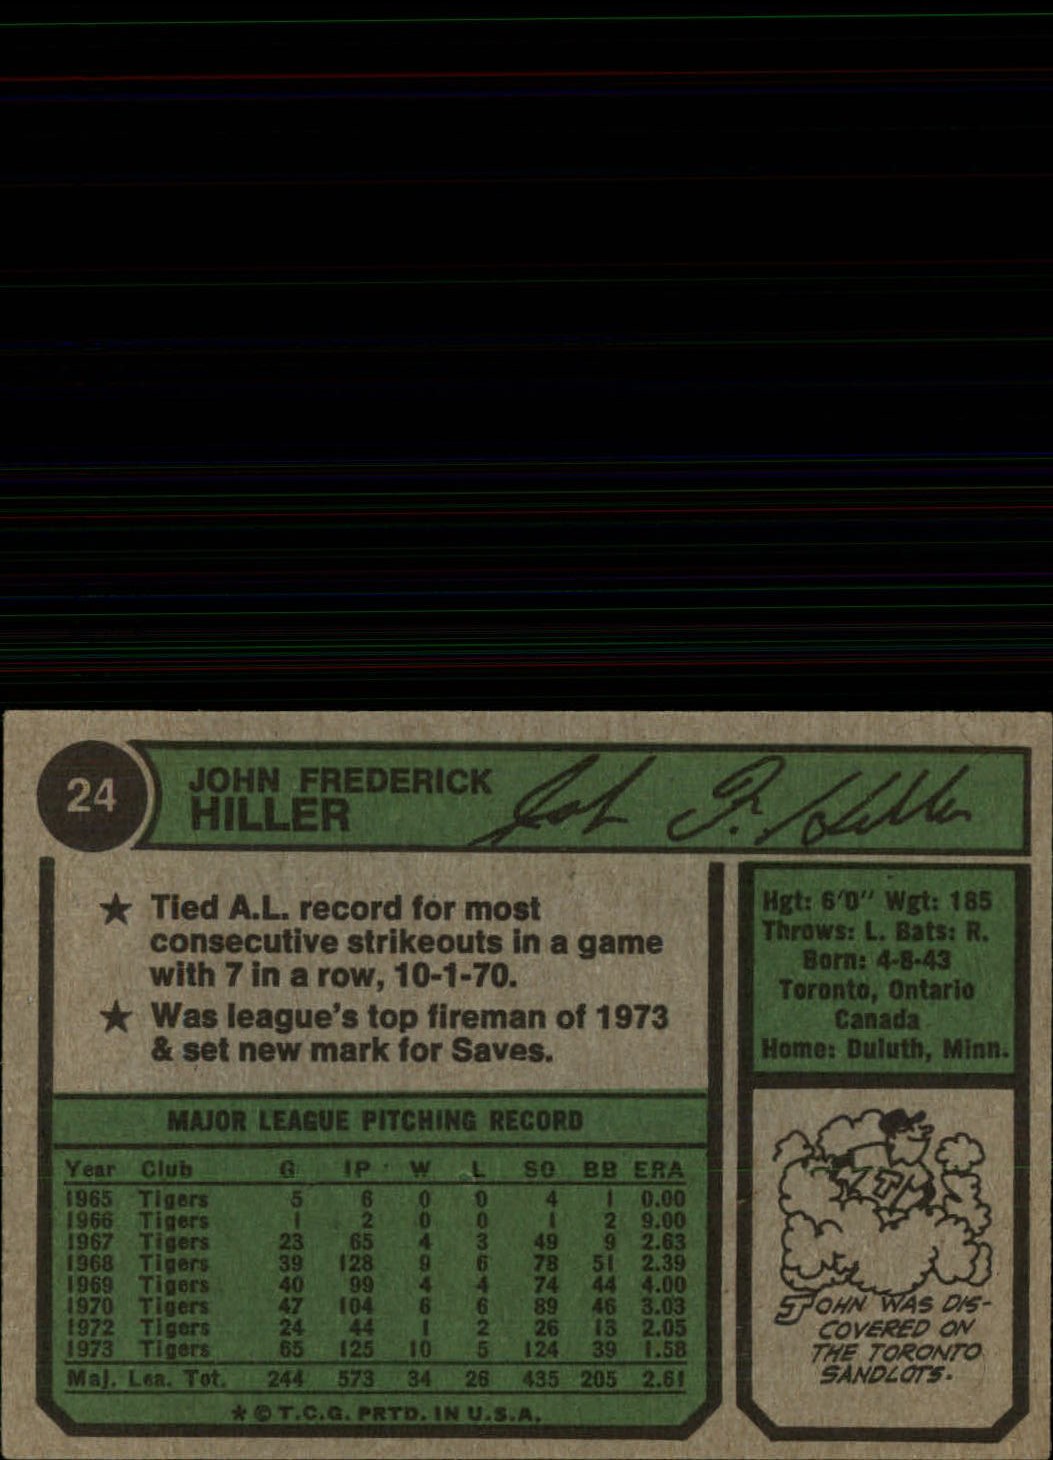 24
JOHN FREDERICK
HILLER
John F. Hiller
★ Tied A.L. record for most
consecutive strikeouts in a game
with 7 in a row, 10-1-70.
★ Was league's top fireman of 1973
& set new mark for Saves.
Hgt: 6'0" Wgt: 185
Throws: L. Bats: R.
Born: 4-8-43
Toronto, Ontario
Canada
Home: Duluth, Minn.
MAJOR LEAGUE PITCHING RECORD
Year Club G IP W L SO BB ERA
1965 Tigers 5 6 0 0 4 1 0.00
1966 Tigers 1 2 0 0 1 2 9.00
1967 Tigers 23 65 4 3 49 9 2.63
1968 Tigers 39 128 9 6 78 51 2.39
1969 Tigers 40 99 4 4 74 44 4.00
1970 Tigers 47 104 6 6 89 46 3.03
1972 Tigers 24 44 1 2 26 13 2.05
1973 Tigers 65 125 10 5 124 39 1.58
Maj. Lea. Tot. 244 573 34 26 435 205 2.61
* © T.C.G. PRTD. IN U.S.A.
JOHN WAS DIS-
COVERED ON
THE TORONTO
SANDLOTS.